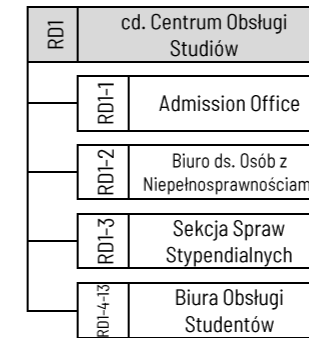 RD1
cd. Centrum Obsługi
Studiów
RD1-1
Admission Office
RD1-2
Biuro ds. Osób z
Niepełnosprawnościam
RD1-3
Sekcja Spraw
Stypendialnych
RD1-4-13
Biura Obsługi
Studentów